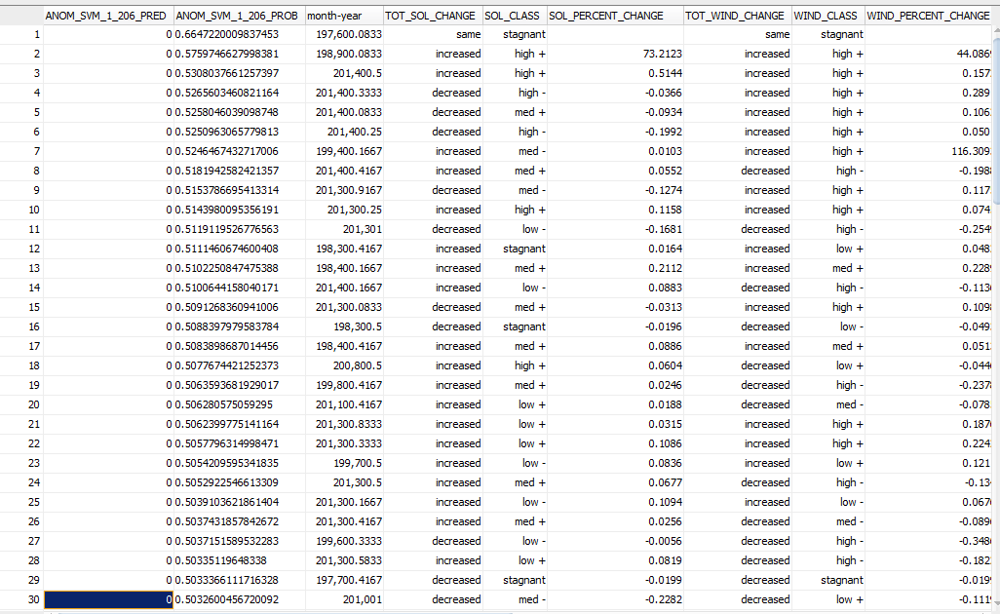 ANOM_SVM_1_206_PRED ANOM_SVM_1_206_PROB month-year TOT_SOL_CHANGE SOL_CLASS SOL_PERCENT_CHANGE TOT_WIND_CHANGE WIND_CLASS WIND_PERCENT_CHANGE
1 0 0.6647220009837453 197,600.0833 same stagnant same stagnant
2 0 0.5759746627998381 198,900.0833 increased high + 73.2123 increased high + 44.086
3 0 0.5308037661257397 201,400.5 increased high + 0.5144 increased high + 0.157
4 0 0.5265603460821164 201,400.3333 decreased high - -0.0366 increased high + 0.289
5 0 0.5258046039098748 201,400.0833 decreased med + -0.0934 increased high + 0.106
6 0 0.5250963065779813 201,400.25 decreased high - -0.1992 increased high + 0.050
7 0 0.5246467432717006 199,400.1667 increased med - 0.0103 increased high + 116.309
8 0 0.5181942582421357 201,400.4167 increased med + 0.0552 decreased high - -0.198
9 0 0.5153786695413314 201,300.9167 decreased med - -0.1274 increased high + 0.117
10 0 0.5143980095356191 201,300.25 increased high + 0.1158 increased high + 0.074
11 0 0.5119119526776563 201,301 decreased low - -0.1681 decreased high - -0.254
12 0 0.5111460674600408 198,300.4167 increased stagnant 0.0164 increased low + 0.048
13 0 0.5102250847475388 198,400.1667 increased med + 0.2112 increased med + 0.228
14 0 0.5100644158040171 201,400.1667 increased low - 0.0883 decreased high - -0.113
15 0 0.5091268360941006 201,300.0833 decreased med + -0.0313 increased high + 0.109
16 0 0.50883979795​83784 198,300.5 decreased stagnant -0.0196 decreased low - -0.049
17 0 0.5083898687014456 198,400.4167 increased med + 0.0886 increased med + 0.051
18 0 0.5077674421252373 200,800.5 increased high + 0.0604 decreased low + -0.044
19 0 0.5063593681929017 199,800.4167 increased med + 0.0246 decreased high - -0.237
20 0 0.506280575059295 201,100.4167 increased low + 0.0188 decreased med - -0.078
21 0 0.5062399775141164 201,300.8333 increased low + 0.0315 increased high + 0.187
22 0 0.5057796314998471 201,300.3333 increased low + 0.1086 increased high + 0.224
23 0 0.5054209595341835 199,700.5 increased low - 0.0836 increased low + 0.121
24 0 0.5052922546613309 201,300.5 increased med + 0.0677 decreased high - -0.13
25 0 0.5039103621861404 201,300.1667 increased low - 0.1094 increased low - 0.067
26 0 0.5037431857842672 201,300.4167 increased med + 0.0256 decreased med - -0.089
27 0 0.5037151589532283 199,600.3333 decreased low - -0.0056 decreased high - -0.348
28 0 0.50335119648338 201,300.5833 increased low + 0.0819 decreased high - -0.182
29 0 0.5033366111716328 197,700.4167 decreased stagnant -0.0199 decreased stagnant -0.019
30 0 0.5032600456720092 201,001 decreased med - -0.2282 decreased low + -0.111